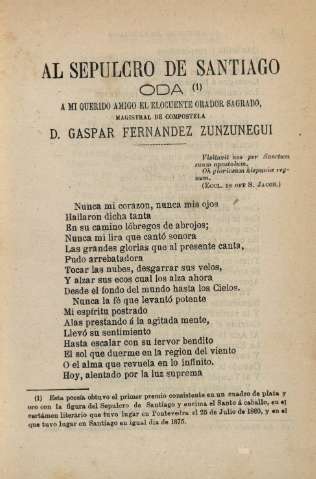 AL SEPULCRO DE SANTIAGO
ODA (1)
A MI QUERIDO AMIGO EL ELOCUENTE ORADOR SAGRADO,
MAGISTRAL DE COMPOSTELA
D. GASPAR FERNANDEZ ZUNZUNEGUI
Visitavit nos per Sanctum
suum apostolum.
Oh gloriosum hispaniæ reg-
num.
(ECCL. IN OFF S. JACOB.)
Nunca mi corazon, nunca mis ojos
Hallaron dicha tanta
En su camino lóbregos de abrojos;
Nunca mi lira que cantó sonora
Las grandes glorias que al presente canta,
Pudo arrebatadora
Tocar las nubes, desgarrar sus velos,
Y alzar sus ecos cual los alza ahora
Desde el fondo del mundo hasta los Cielos.
Nunca la fé que levantó potente
Mi espíritu postrado
Alas prestando á la agitada mente,
Llevó su sentimiento
Hasta escalar con su fervor bendito
El sol que duerme en la region del viento
O el alma que revuela en lo infinito.
Hoy, alentado por la luz suprema
(1) Esta poesía obtuvo el primer premio consistente en un cuadro de plata y
oro con la figura del Sepulcro de Santiago y encima el Santo á caballo, en el
certámen literario que tuvo lugar en Pontevedra el 25 de Julio de 1880, y en el
que tuvo lugar en Santiago en igual dia de 1875.